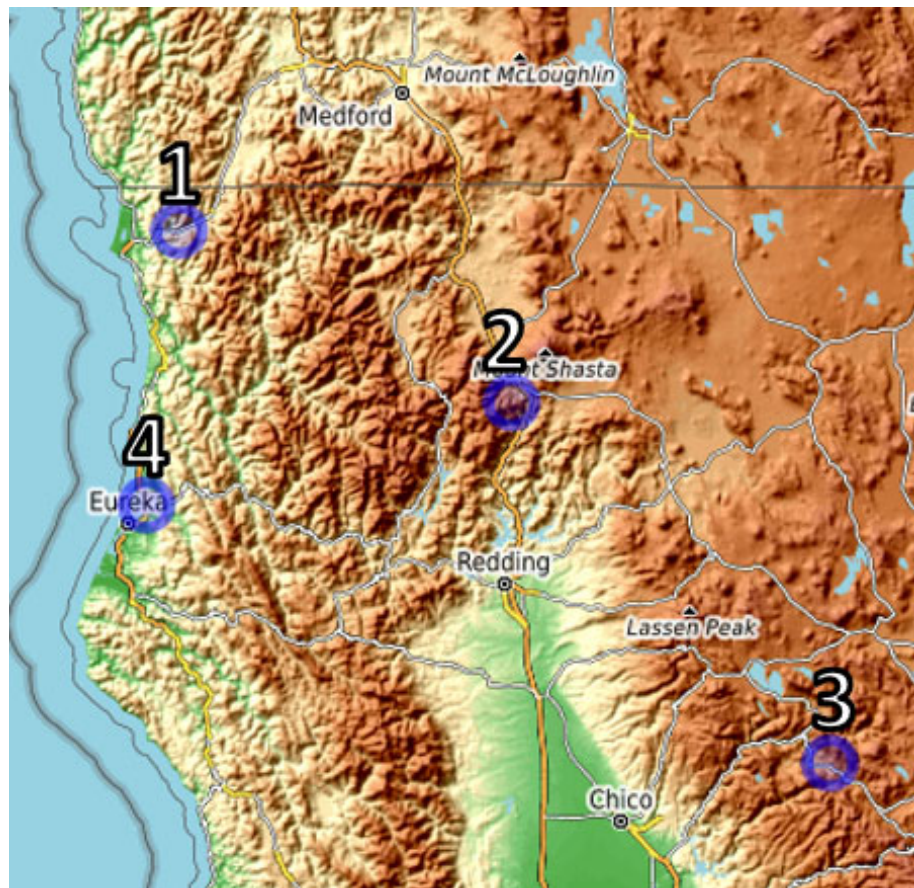 Mount McLoughlin
Medford
1
2
Mount Shasta
4
Eureka
Redding
Lassen Peak
3
Chico